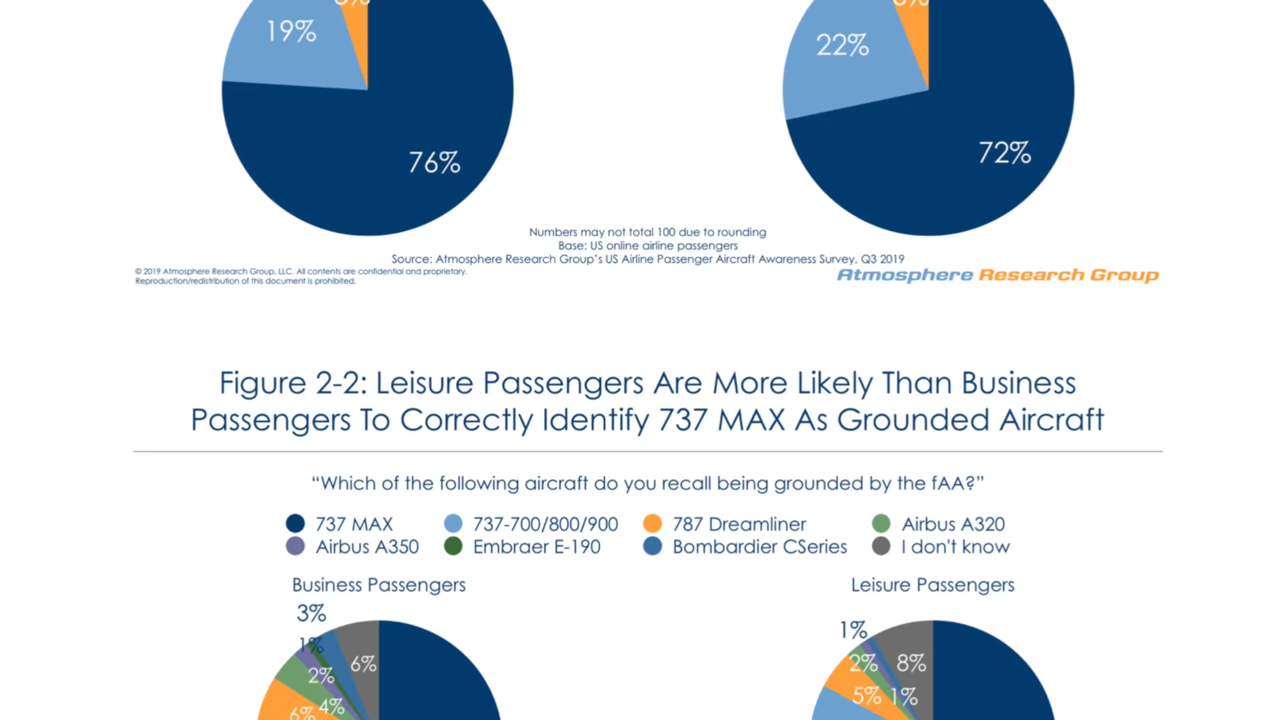 19%
22%
76%
72%
Numbers may not total 100 due to rounding
Base: US online airline passengers
Source: Atmosphere Research Group's US Airline Passenger Aircraft Awareness Survey, Q3 2019
© 2019 Atmosphere Research Group, LLC. All contents are confidential and proprietary.
Reproduction/redistribution of this document is prohibited.
Atmosphere Research Group
Figure 2-2: Leisure Passengers Are More Likely Than Business
Passengers To Correctly Identify 737 MAX As Grounded Aircraft
“Which of the following aircraft do you recall being grounded by the fAA?”
737 MAX 737-700/800/900 787 Dreamliner Airbus A320
Airbus A350 Embraer E-190 Bombardier CSeries I don't know
Business Passengers
Leisure Passengers
3%
1%
1%
6%
2%
8%
2%
5%
1%
4%
6%